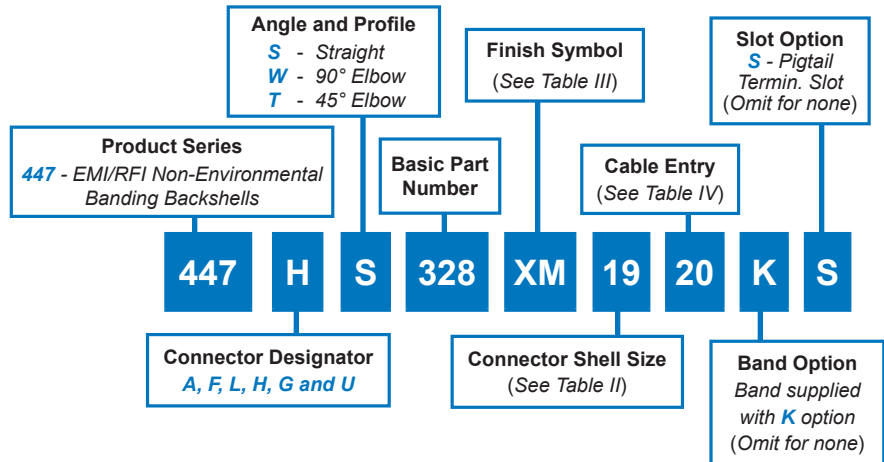 Angle and Profile
S - Straight
W - 90° Elbow
T - 45° Elbow
Finish Symbol
(See Table III)
Slot Option
S - Pigtail
Termin. Slot
(Omit for none)
Product Series
447 - EMI/RFI Non-Environmental
Banding Backshells
Basic Part
Number
Cable Entry
(See Table IV)
447 H S 328 XM 19 20 K S
Connector Designator
A, F, L, H, G and U
Connector Shell Size
(See Table II)
Band Option
Band supplied
with K option
(Omit for none)